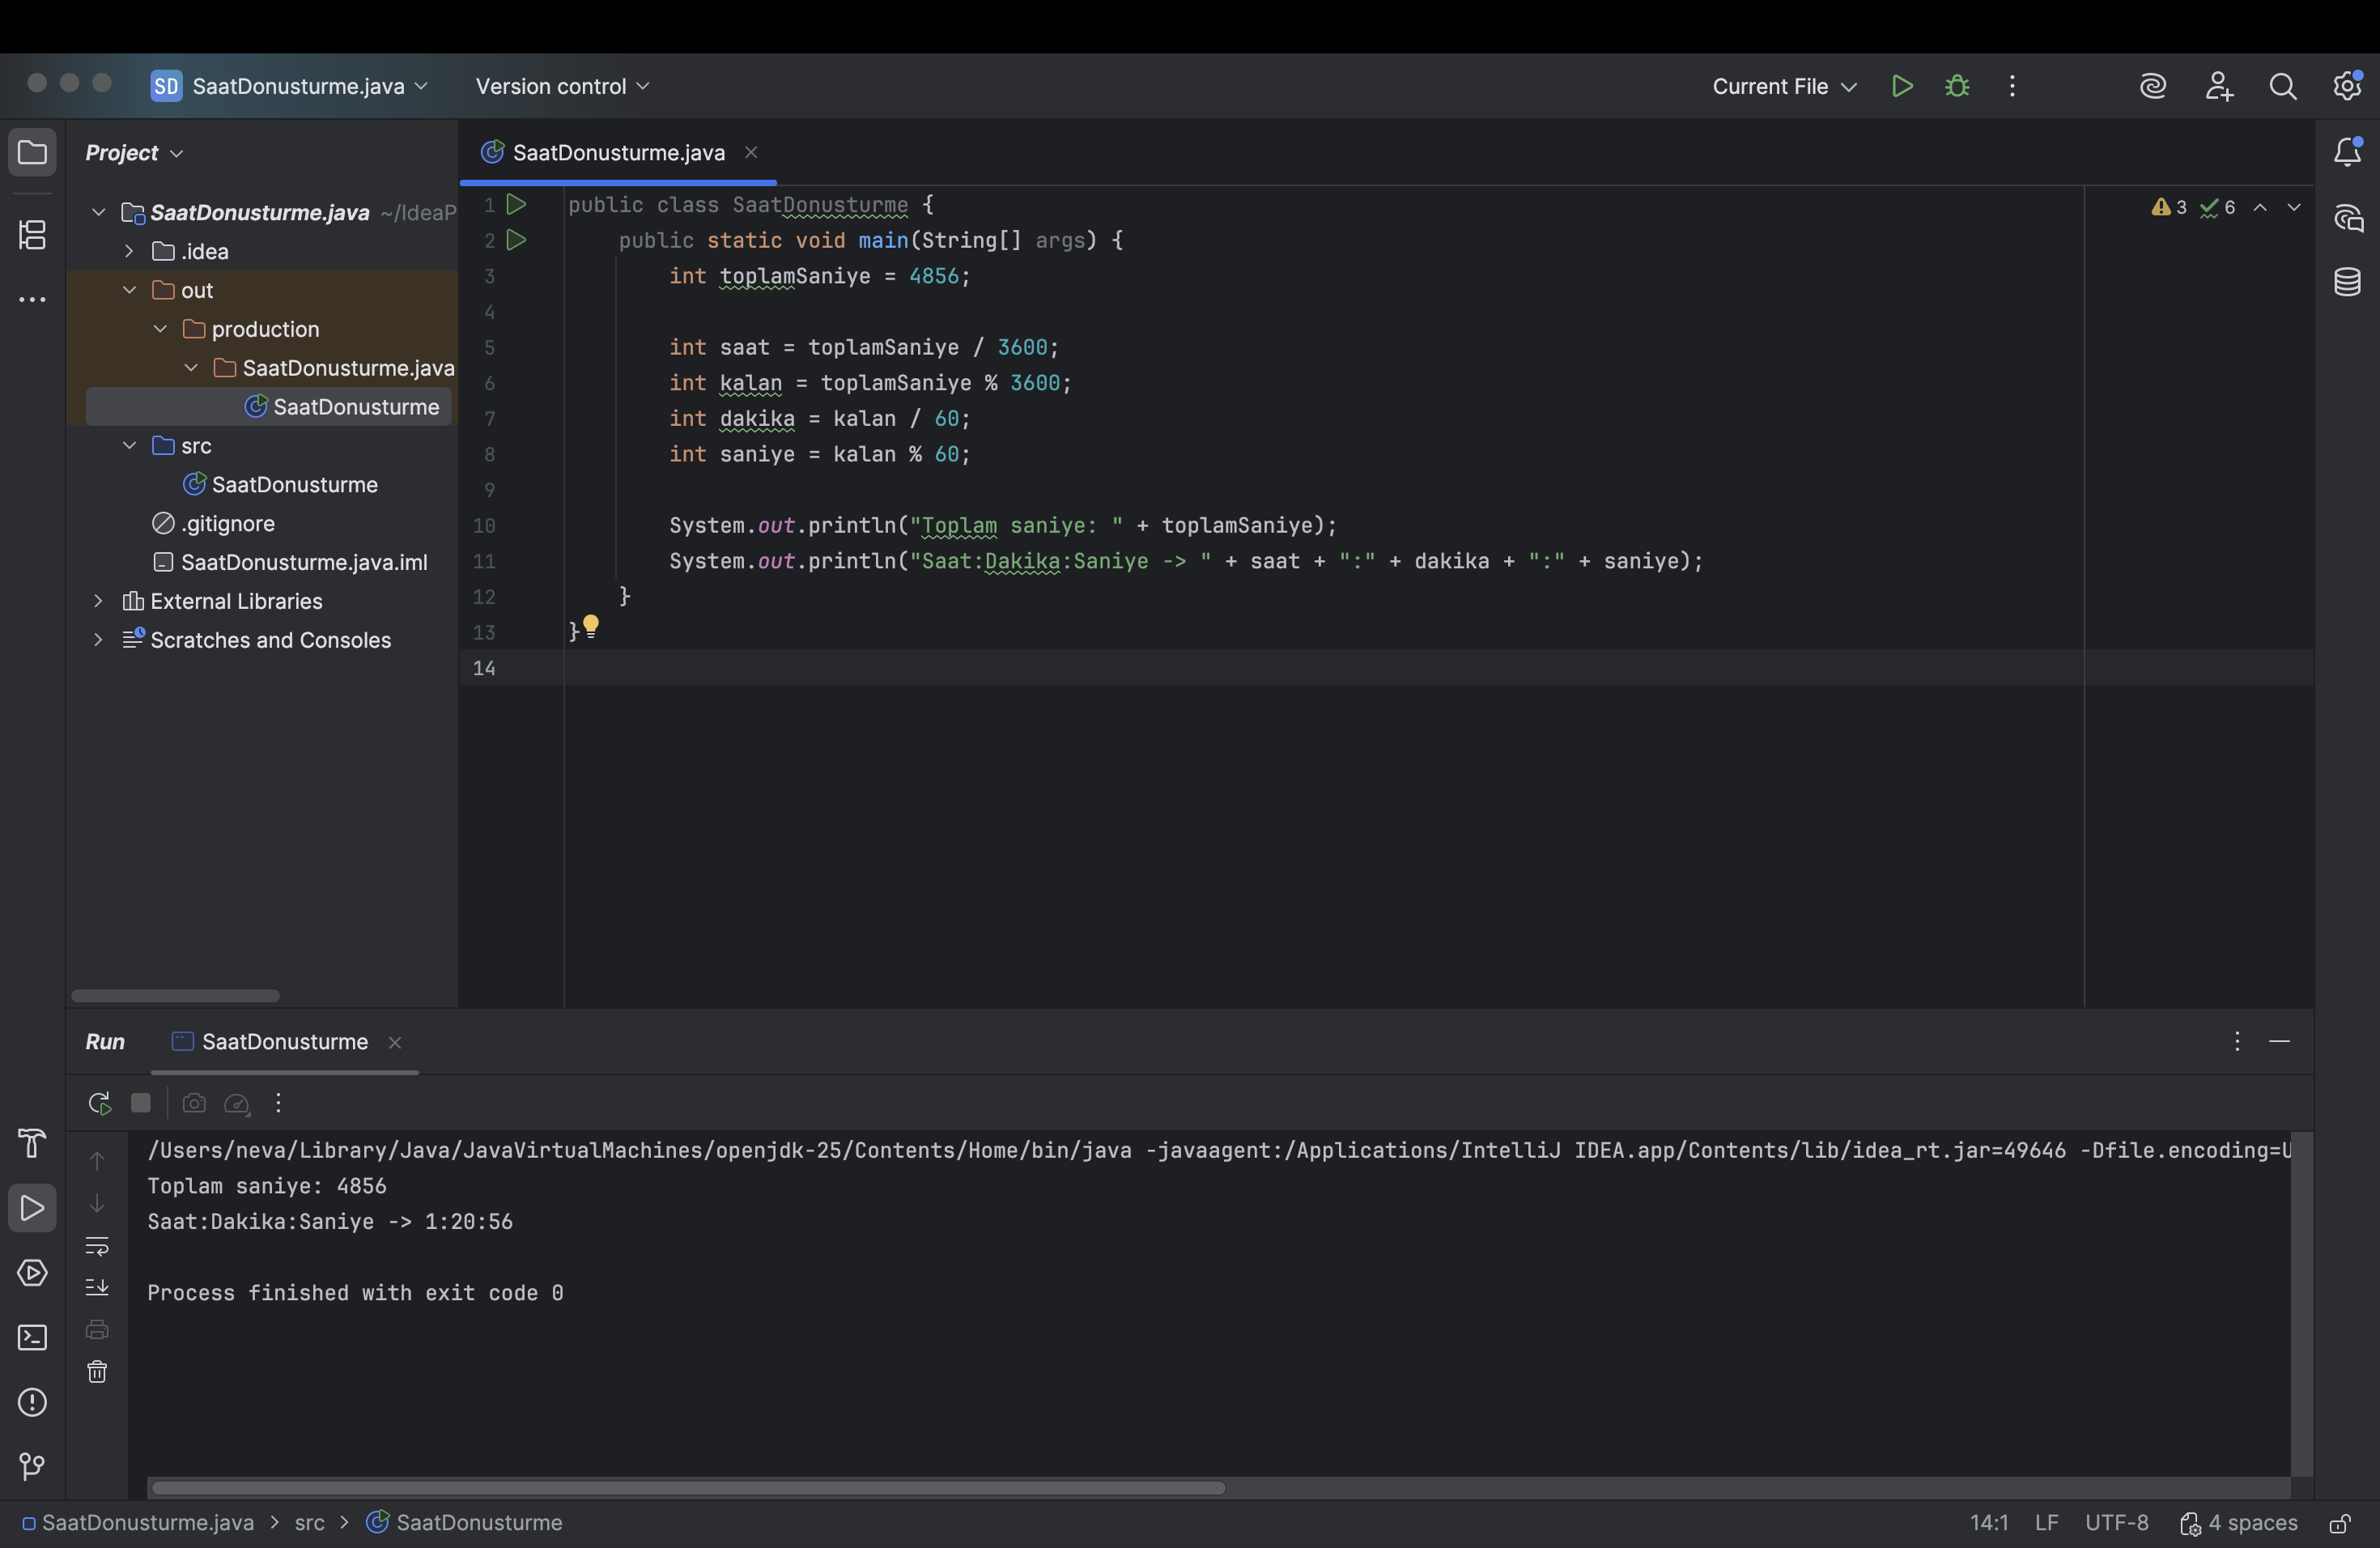 SD SaatDonusturme.java Version control Current File
Project
SaatDonusturme.java ~/IdeaP
.idea
out
production
SaatDonusturme.java
SaatDonusturme
src
SaatDonusturme
.gitignore
SaatDonusturme.java.iml
External Libraries
Scratches and Consoles
SaatDonusturme.java
3 6
1 public class SaatDonusturme {
2 public static void main(String[] args) {
3 int toplamSaniye = 4856;
4
5 int saat = toplamSaniye / 3600;
6 int kalan = toplamSaniye % 3600;
7 int dakika = kalan / 60;
8 int saniye = kalan % 60;
9
10 System.out.println("Toplam saniye: " + toplamSaniye);
11 System.out.println("Saat:Dakika:Saniye -> " + saat + ":" + dakika + ":" + saniye);
12 }
13 }
14
Run SaatDonusturme
/Users/neva/Library/Java/JavaVirtualMachines/openjdk-25/Contents/Home/bin/java -javaagent:/Applications/IntelliJ IDEA.app/Contents/lib/idea_rt.jar=49646 -Dfile.encoding=U
Toplam saniye: 4856
Saat:Dakika:Saniye -> 1:20:56
Process finished with exit code 0
SaatDonusturme.java > src > SaatDonusturme 14:1 LF UTF-8 4 spaces